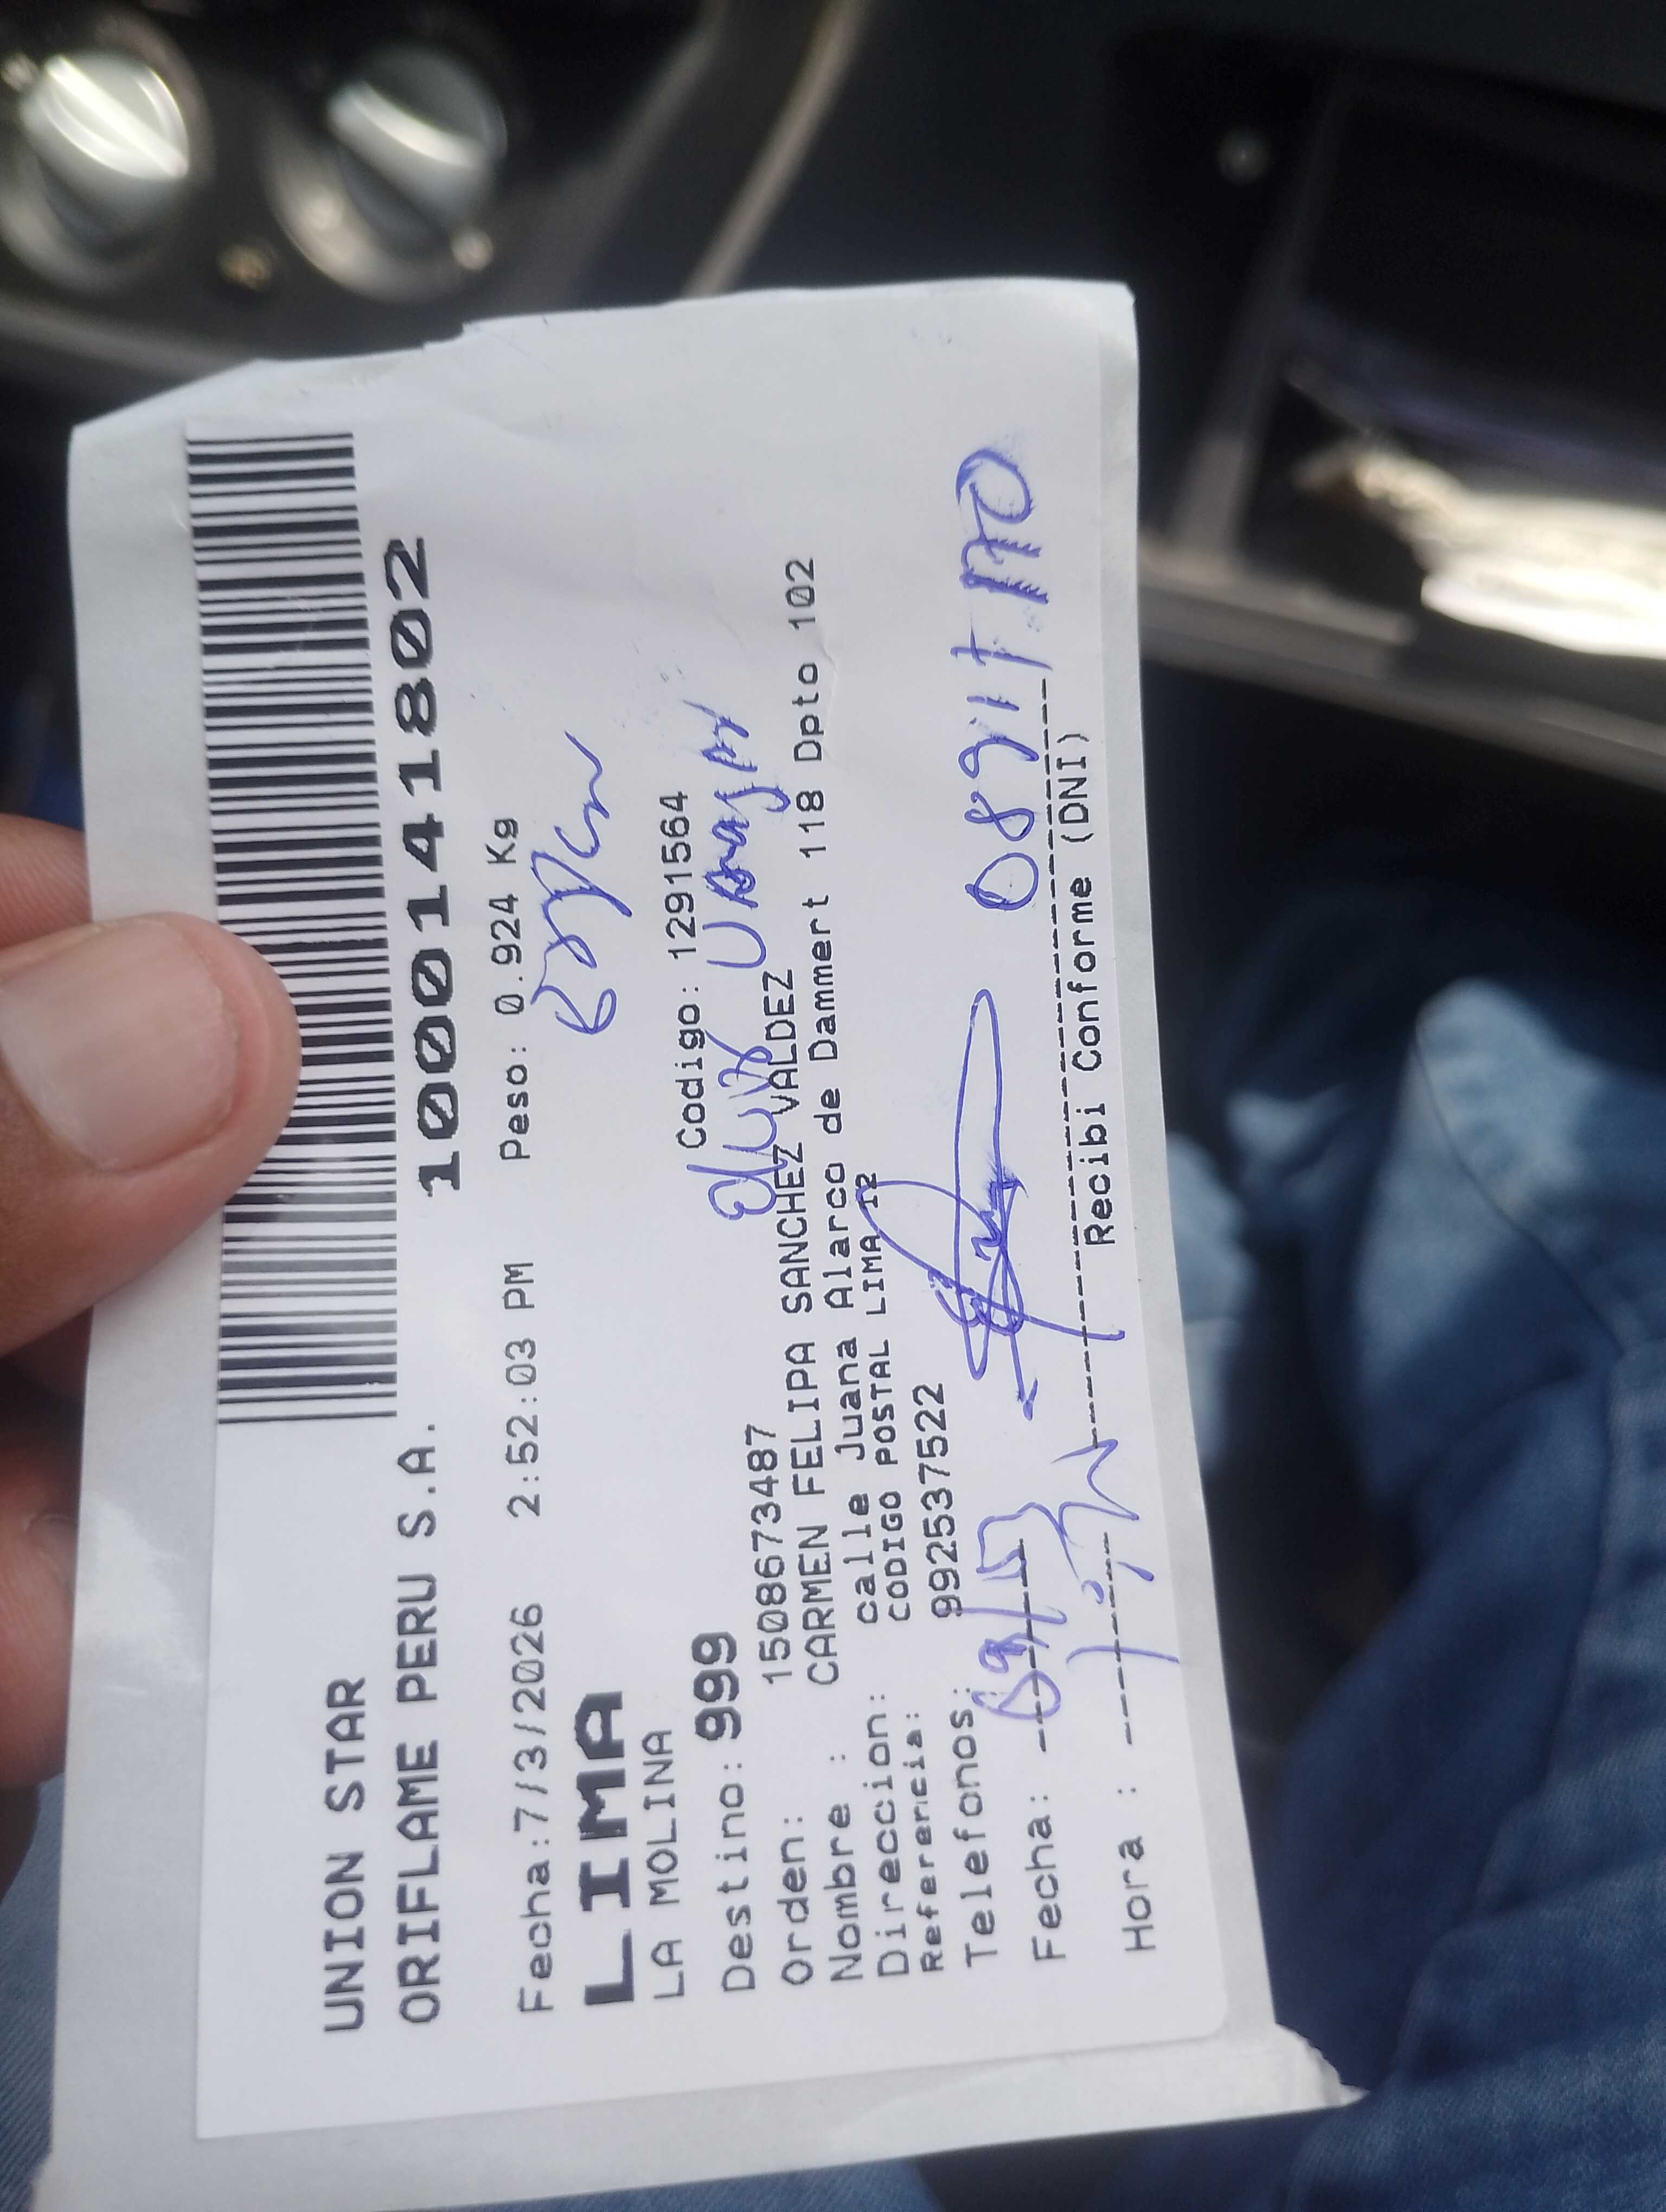 UNION STAR
ORIFLAME PERU S.A.
1000141802
Fecha:7/3/2026 2:52:03 PM Peso: 0.924 Kg
LIMA
LA MOLINA
Destino: 999 Codigo: 1291564
Orden: 1508673487
Nombre : CARMEN FELIPA SANCHEZ VALDEZ
Direccion: calle Juana Alarco de Dammert 118 Dpto 102
Referencia: CODIGO POSTAL LIMA 12
Telefonos: 992537522
Fecha:
Hora :
Recibi Conforme (DNI)